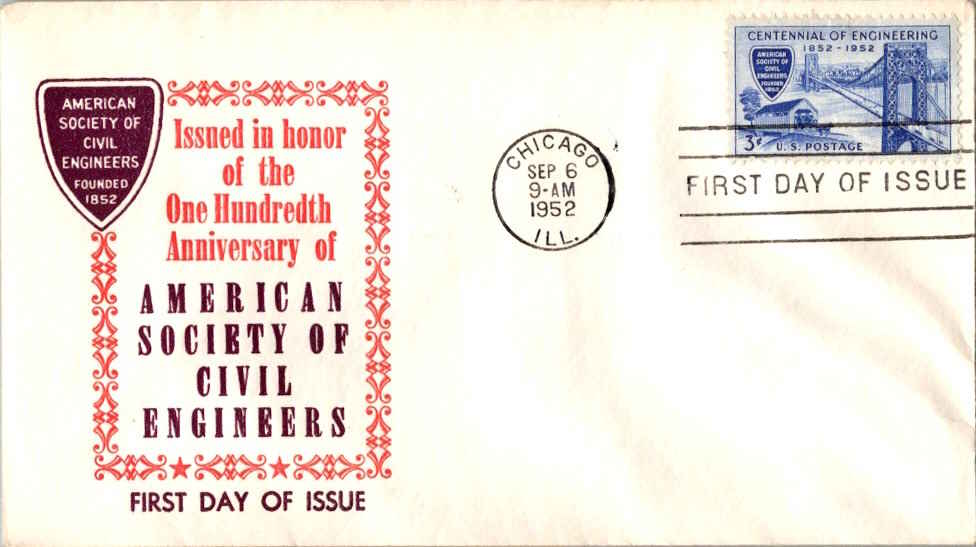 AMERICAN
SOCIETY OF
CIVIL
ENGINEERS
FOUNDED
1852
Issued in honor
of the
One Hundredth
Anniversary of
AMERICAN
SOCIETY OF
CIVIL
ENGINEERS
FIRST DAY OF ISSUE
CHICAGO
SEP 6
9-AM
1952
ILL.
CENTENNIAL OF ENGINEERING
1852-1952
AMERICAN
SOCIETY OF
CIVIL
ENGINEERS
FOUNDED
1852
3¢ U.S. POSTAGE
FIRST DAY OF ISSUE